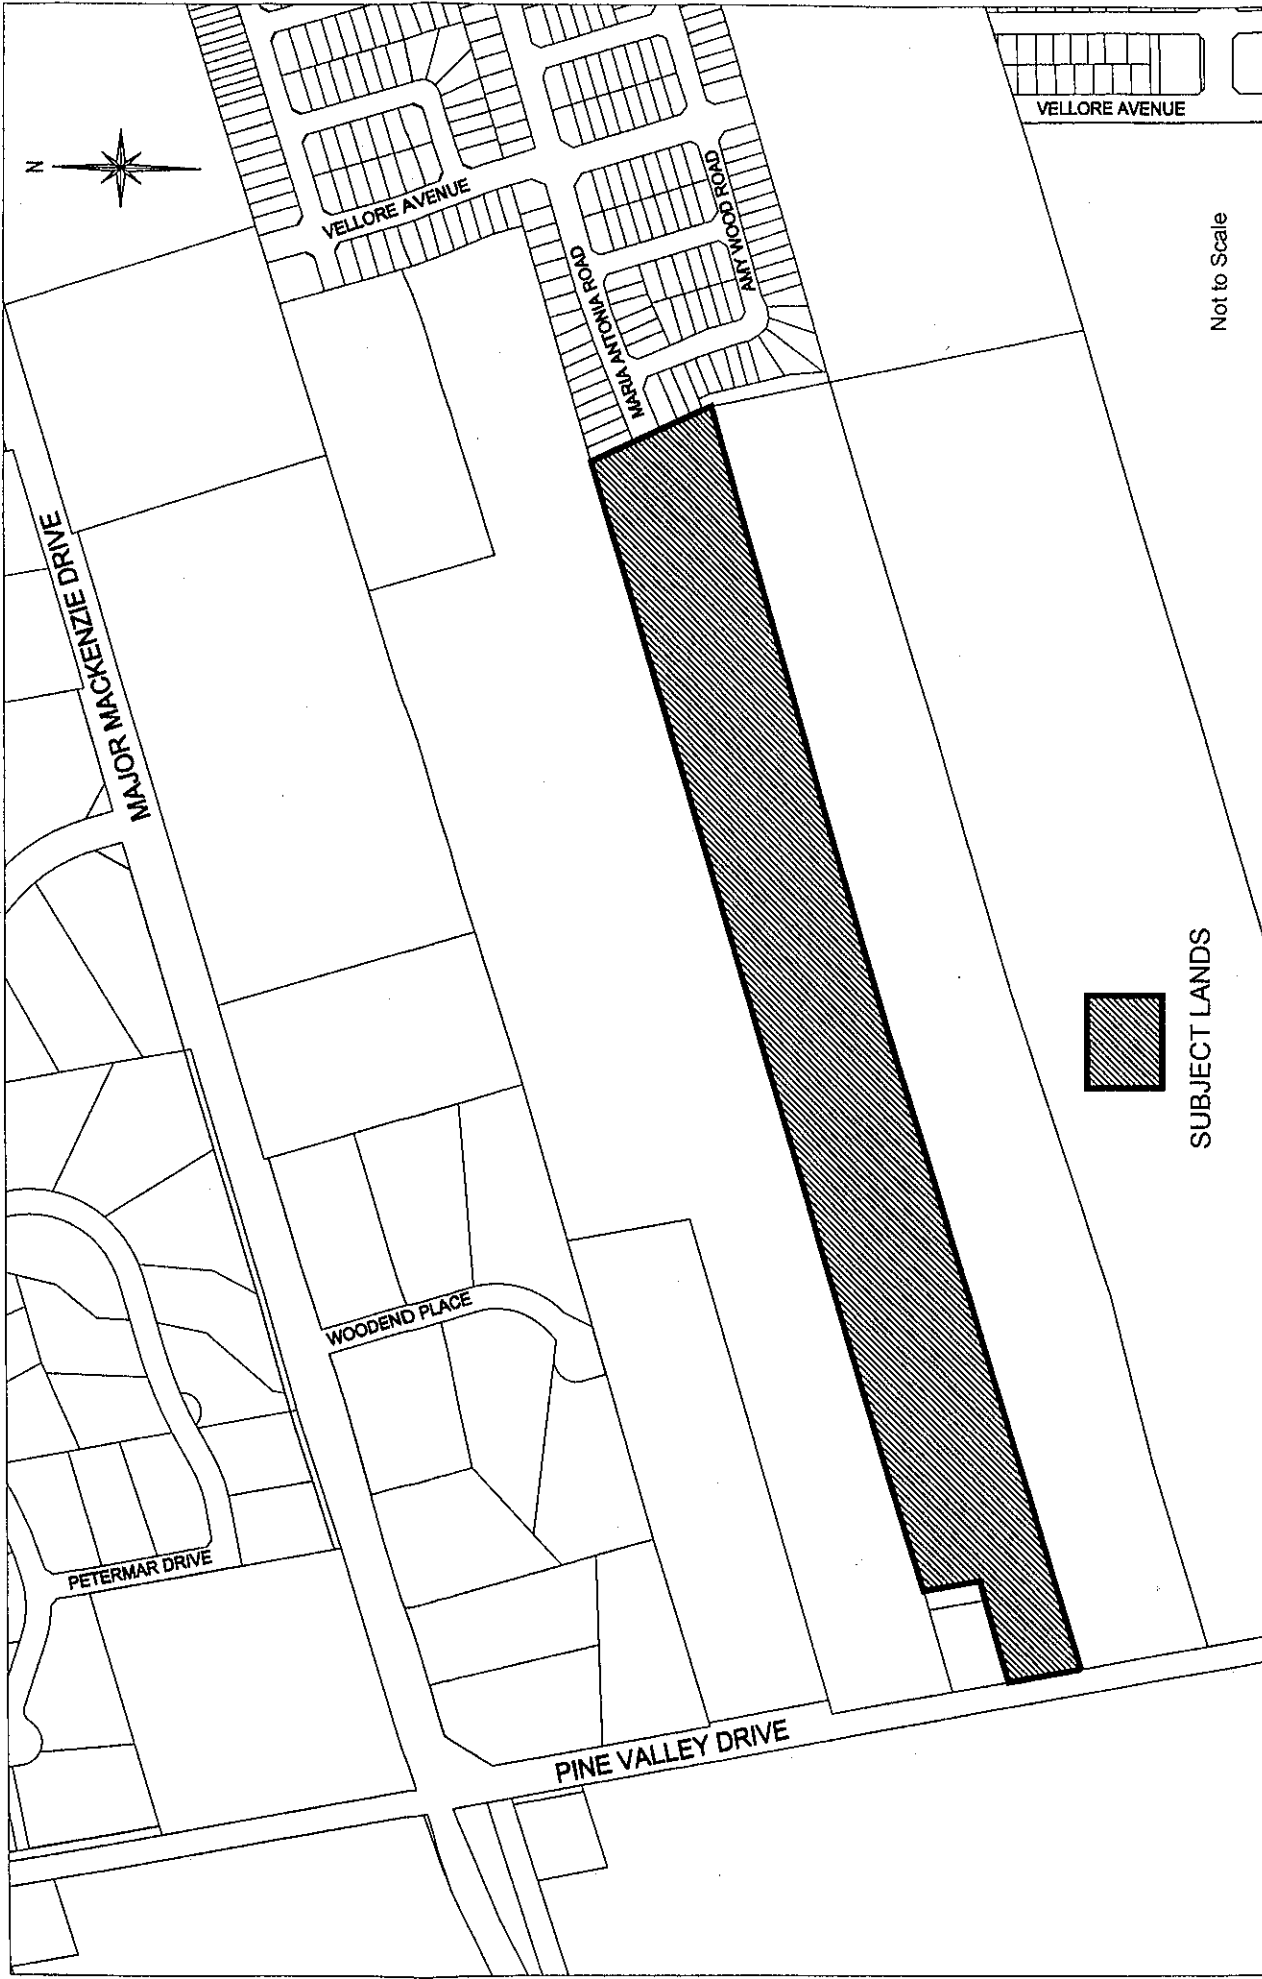 N
MAJOR MACKENZIE DRIVE
PETERMAR DRIVE
WOODEND PLACE
PINE VALLEY DRIVE
VELLORE AVENUE
MARIA ANTONIA ROAD
AMY WOOD ROAD
VELLORE AVENUE
SUBJECT LANDS
Not to Scale